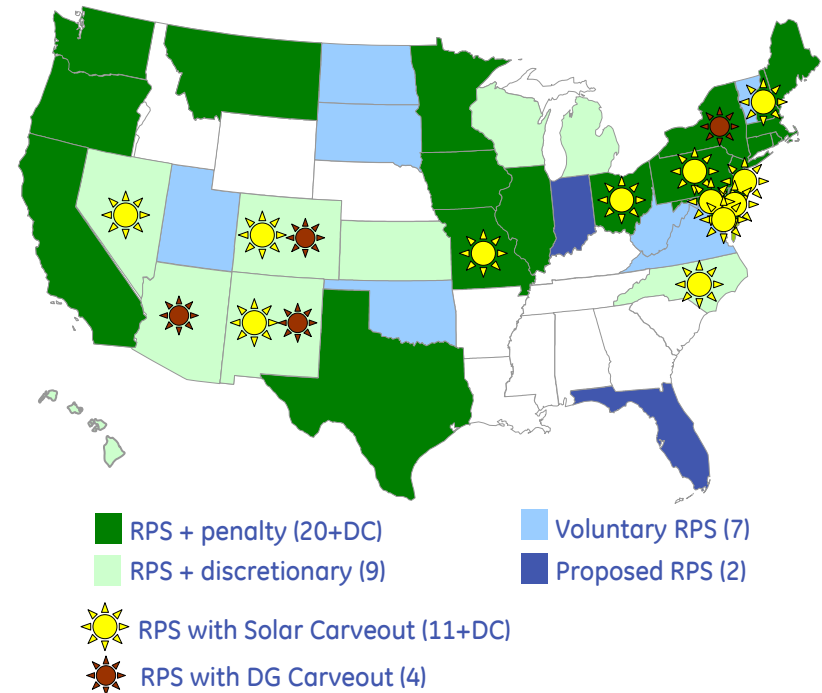 RPS + penalty (20+DC)
Voluntary RPS (7)
RPS + discretionary (9)
Proposed RPS (2)
RPS with Solar Carveout (11+DC)
RPS with DG Carveout (4)